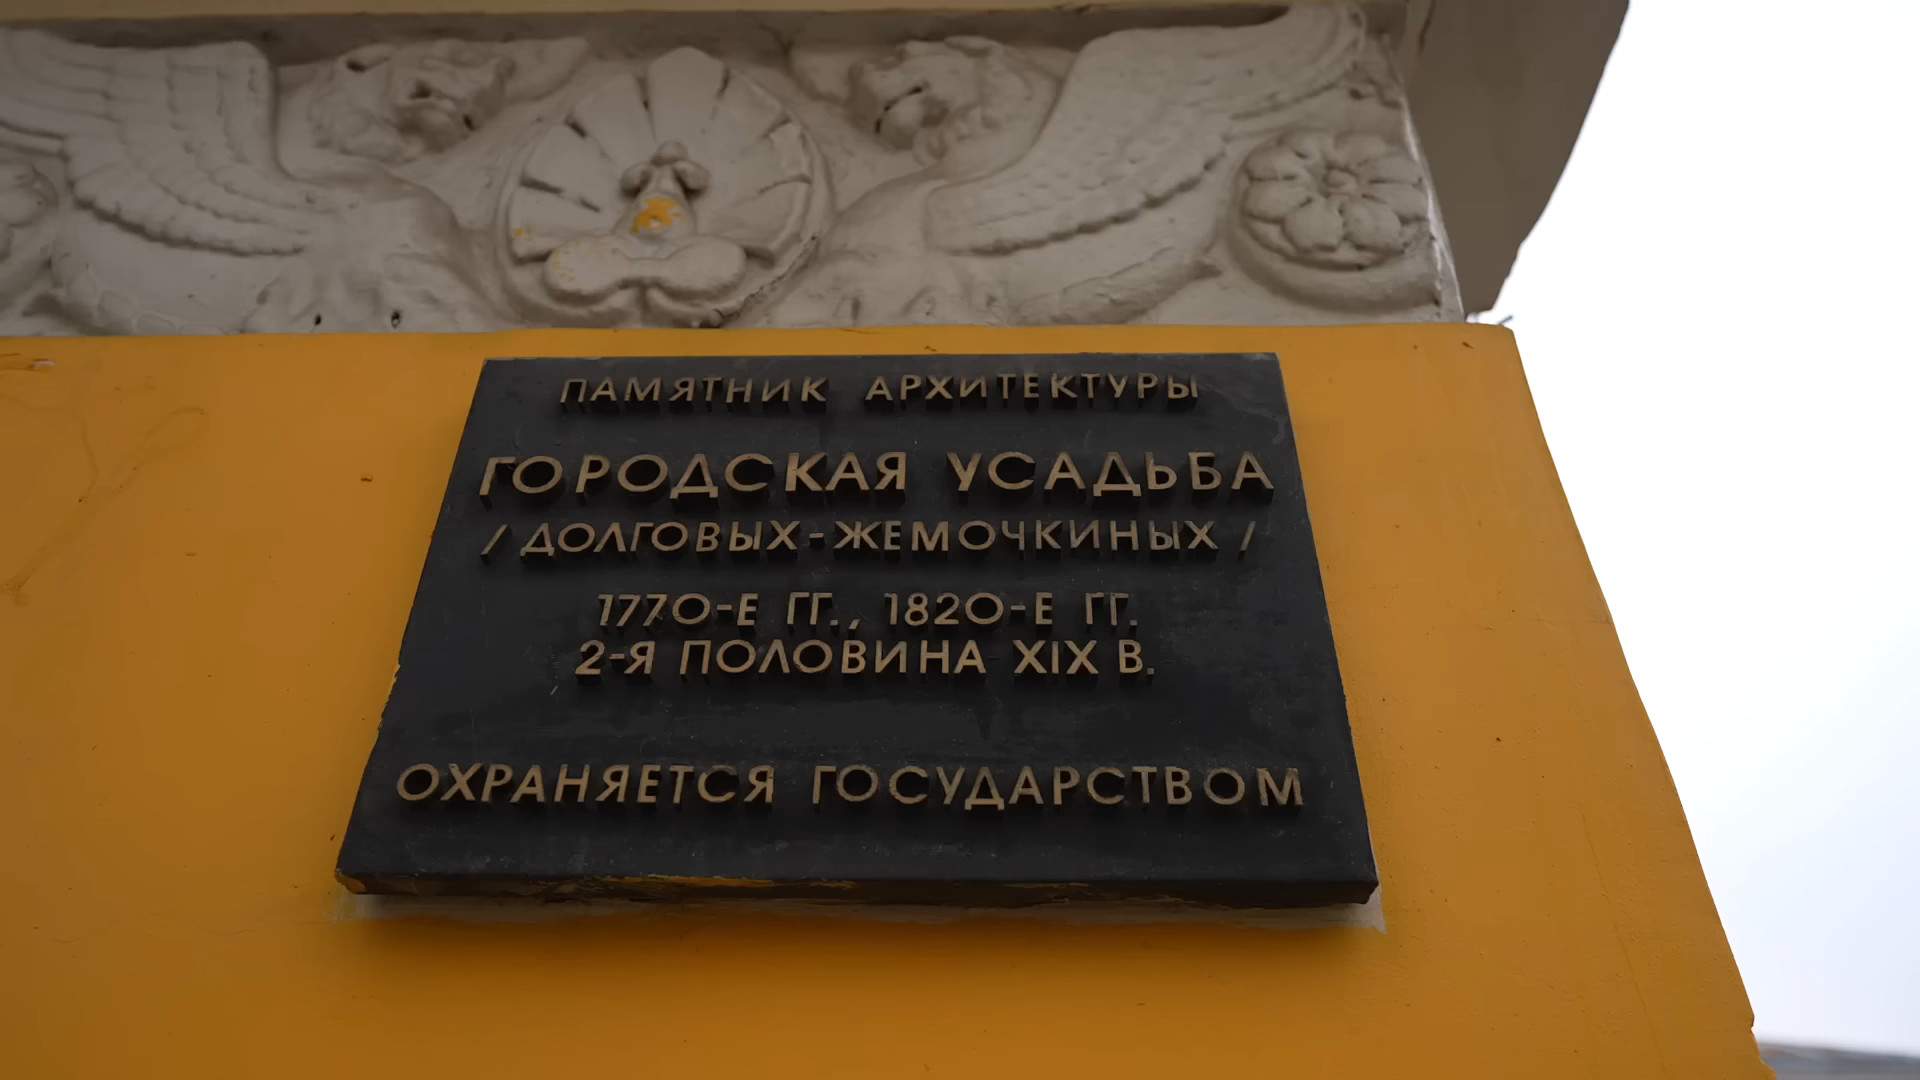 ПАМЯТНИК АРХИТЕКТУРЫ
ГОРОДСКАЯ УСАДЬБА
/ ДОЛГОВЫХ-ЖЕМОЧКИНЫХ /
1770-Е ГГ., 1820-Е ГГ.
2-Я ПОЛОВИНА XIX В.
ОХРАНЯЕТСЯ ГОСУДАРСТВОМ